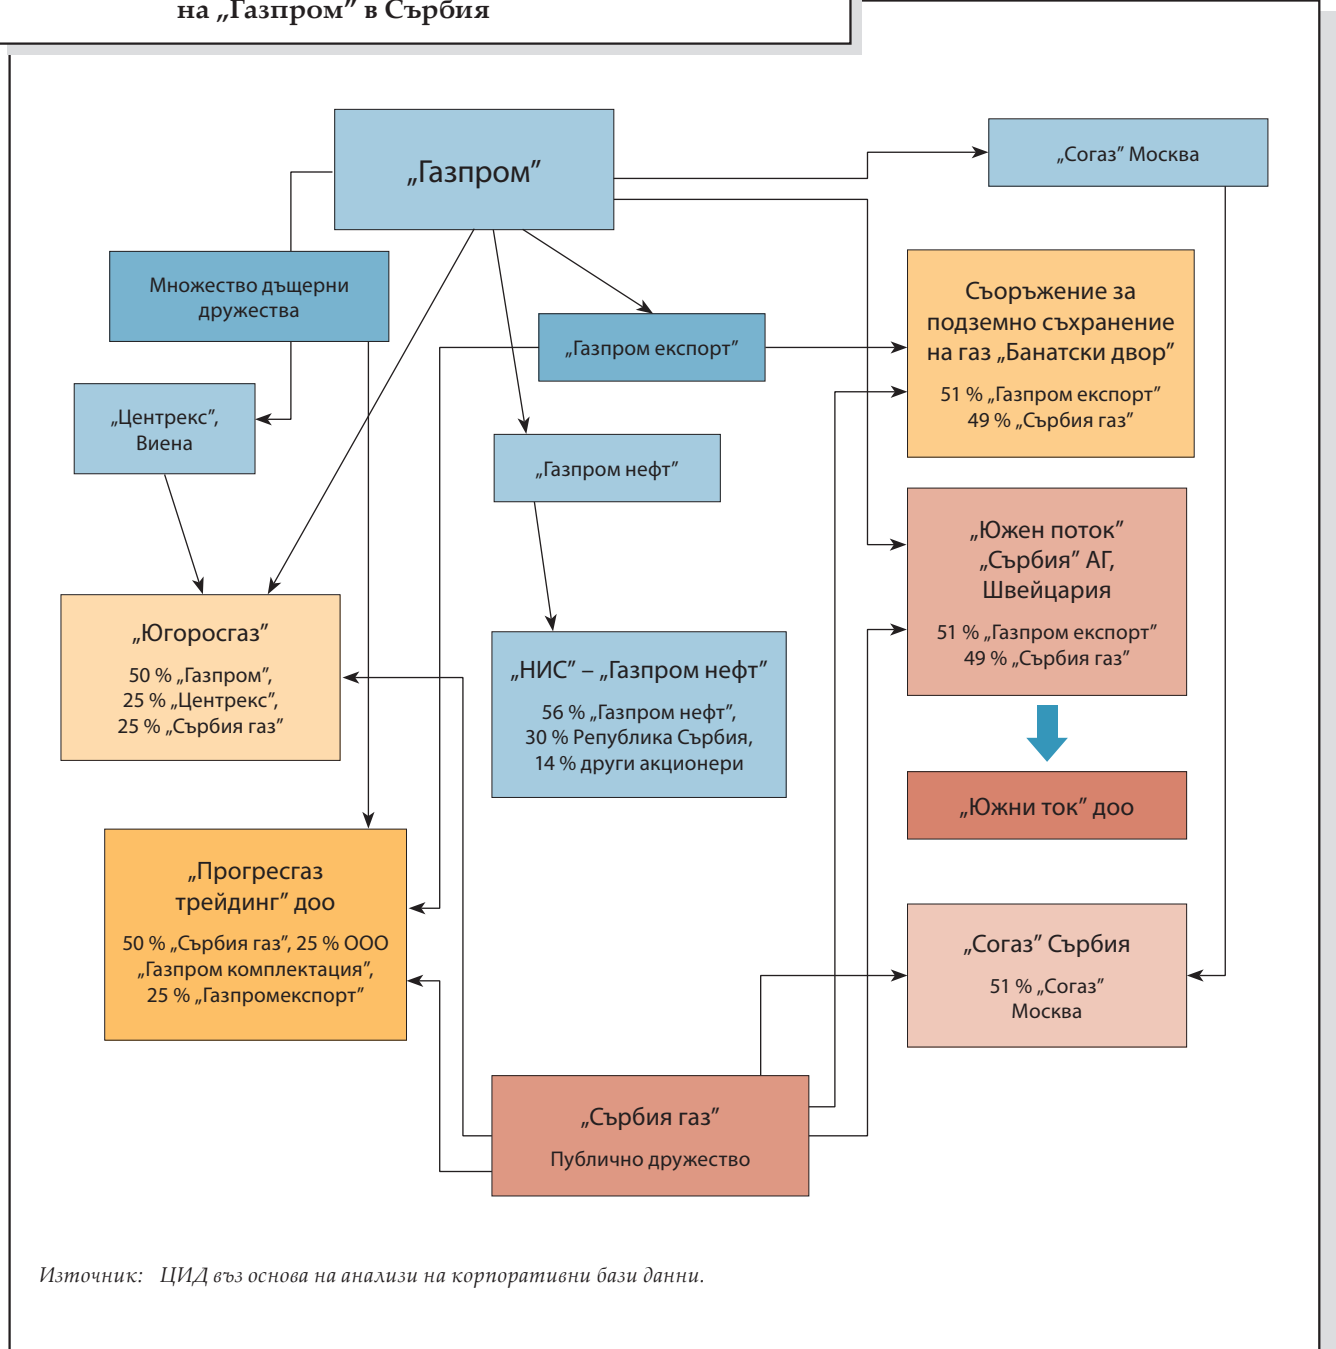 на „Газпром” в Сърбия
„Газпром”
„Согаз” Москва
Множество дъщерни
дружества
„Газпром експорт”
Съоръжение за
подземно съхранение
на газ „Банатски двор”
51 % „Газпром експорт”
49 % „Сърбия газ”
„Центрекс”,
Виена
„Газпром нефт”
„Южен поток”
„Сърбия” АГ,
Швейцария
51 % „Газпром експорт”
49 % „Сърбия газ”
„Югоросгаз”
50 % „Газпром”,
25 % „Центрекс”,
25 % „Сърбия газ”
„НИС” – „Газпром нефт”
56 % „Газпром нефт”,
30 % Република Сърбия,
14 % други акционери
„Южни ток” доо
„Прогресгаз
трейдинг” доо
50 % „Сърбия газ”, 25 % ООО
„Газпром комплектация”,
25 % „Газпромекспорт”
„Согаз” Сърбия
51 % „Согаз”
Москва
„Сърбия газ”
Публично дружество
Източник: ЦИД въз основа на анализи на корпоративни бази данни.